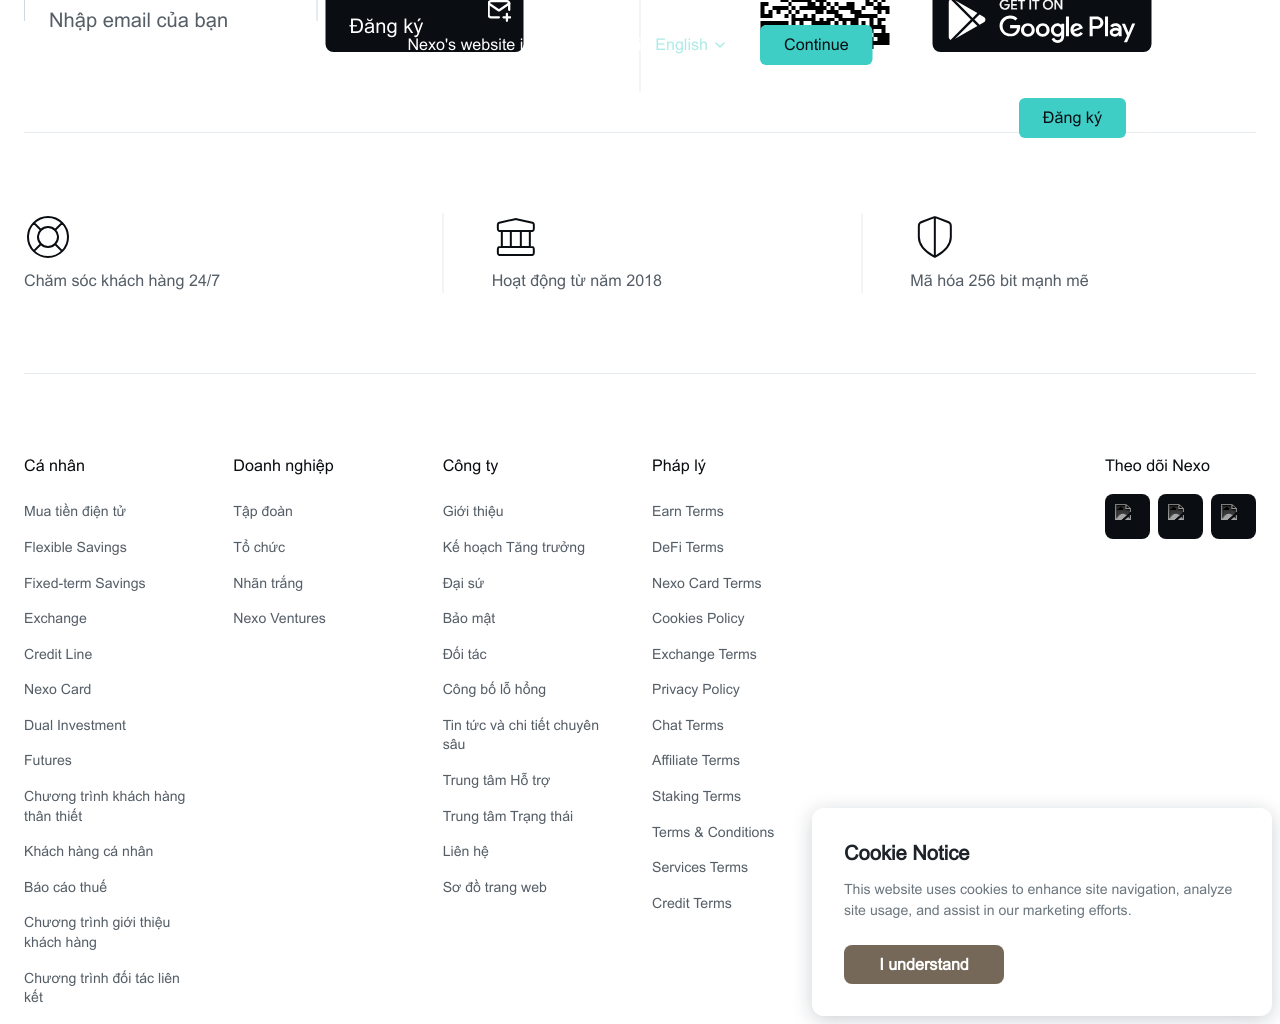 Nhập email của bạn
Đăng ký
GET IT ON
Google Play
Nexo's website i
English
Continue
Đăng ký
Chăm sóc khách hàng 24/7
Hoạt động từ năm 2018
Mã hóa 256 bit mạnh mẽ
Cá nhân
Mua tiền điện tử
Flexible Savings
Fixed-term Savings
Exchange
Credit Line
Nexo Card
Dual Investment
Futures
Chương trình khách hàng
thân thiết
Khách hàng cá nhân
Báo cáo thuế
Chương trình giới thiệu
khách hàng
Chương trình đối tác liên
kết
Doanh nghiệp
Tập đoàn
Tổ chức
Nhãn trắng
Nexo Ventures
Công ty
Giới thiệu
Kế hoạch Tăng trưởng
Đại sứ
Bảo mật
Đối tác
Công bố lỗ hổng
Tin tức và chi tiết chuyên
sâu
Trung tâm Hỗ trợ
Trung tâm Trạng thái
Liên hệ
Sơ đồ trang web
Pháp lý
Earn Terms
DeFi Terms
Nexo Card Terms
Cookies Policy
Exchange Terms
Privacy Policy
Chat Terms
Affiliate Terms
Staking Terms
Terms & Conditions
Services Terms
Credit Terms
Theo dõi Nexo
Cookie Notice
This website uses cookies to enhance site navigation, analyze
site usage, and assist in our marketing efforts.
I understand